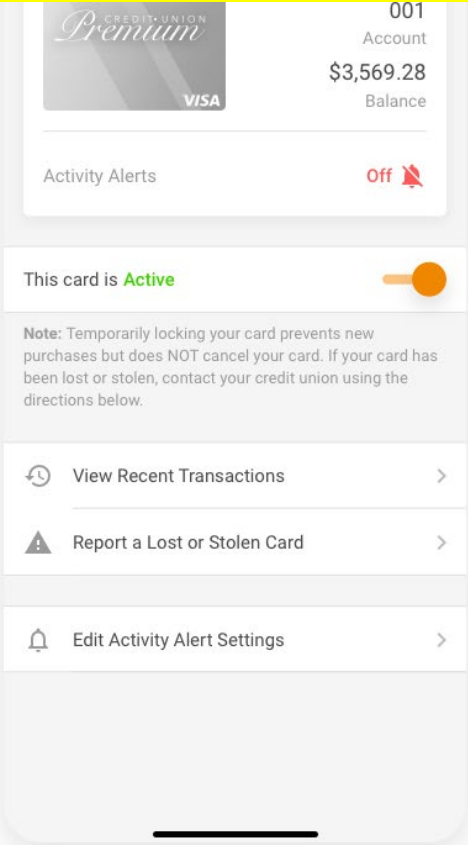 CREDIT UNION
Premium
VISA
001
Account
$3,569.28
Balance
Activity Alerts
Off
This card is Active
Note: Temporarily locking your card prevents new
purchases but does NOT cancel your card. If your card has
been lost or stolen, contact your credit union using the
directions below.
View Recent Transactions
Report a Lost or Stolen Card
Edit Activity Alert Settings